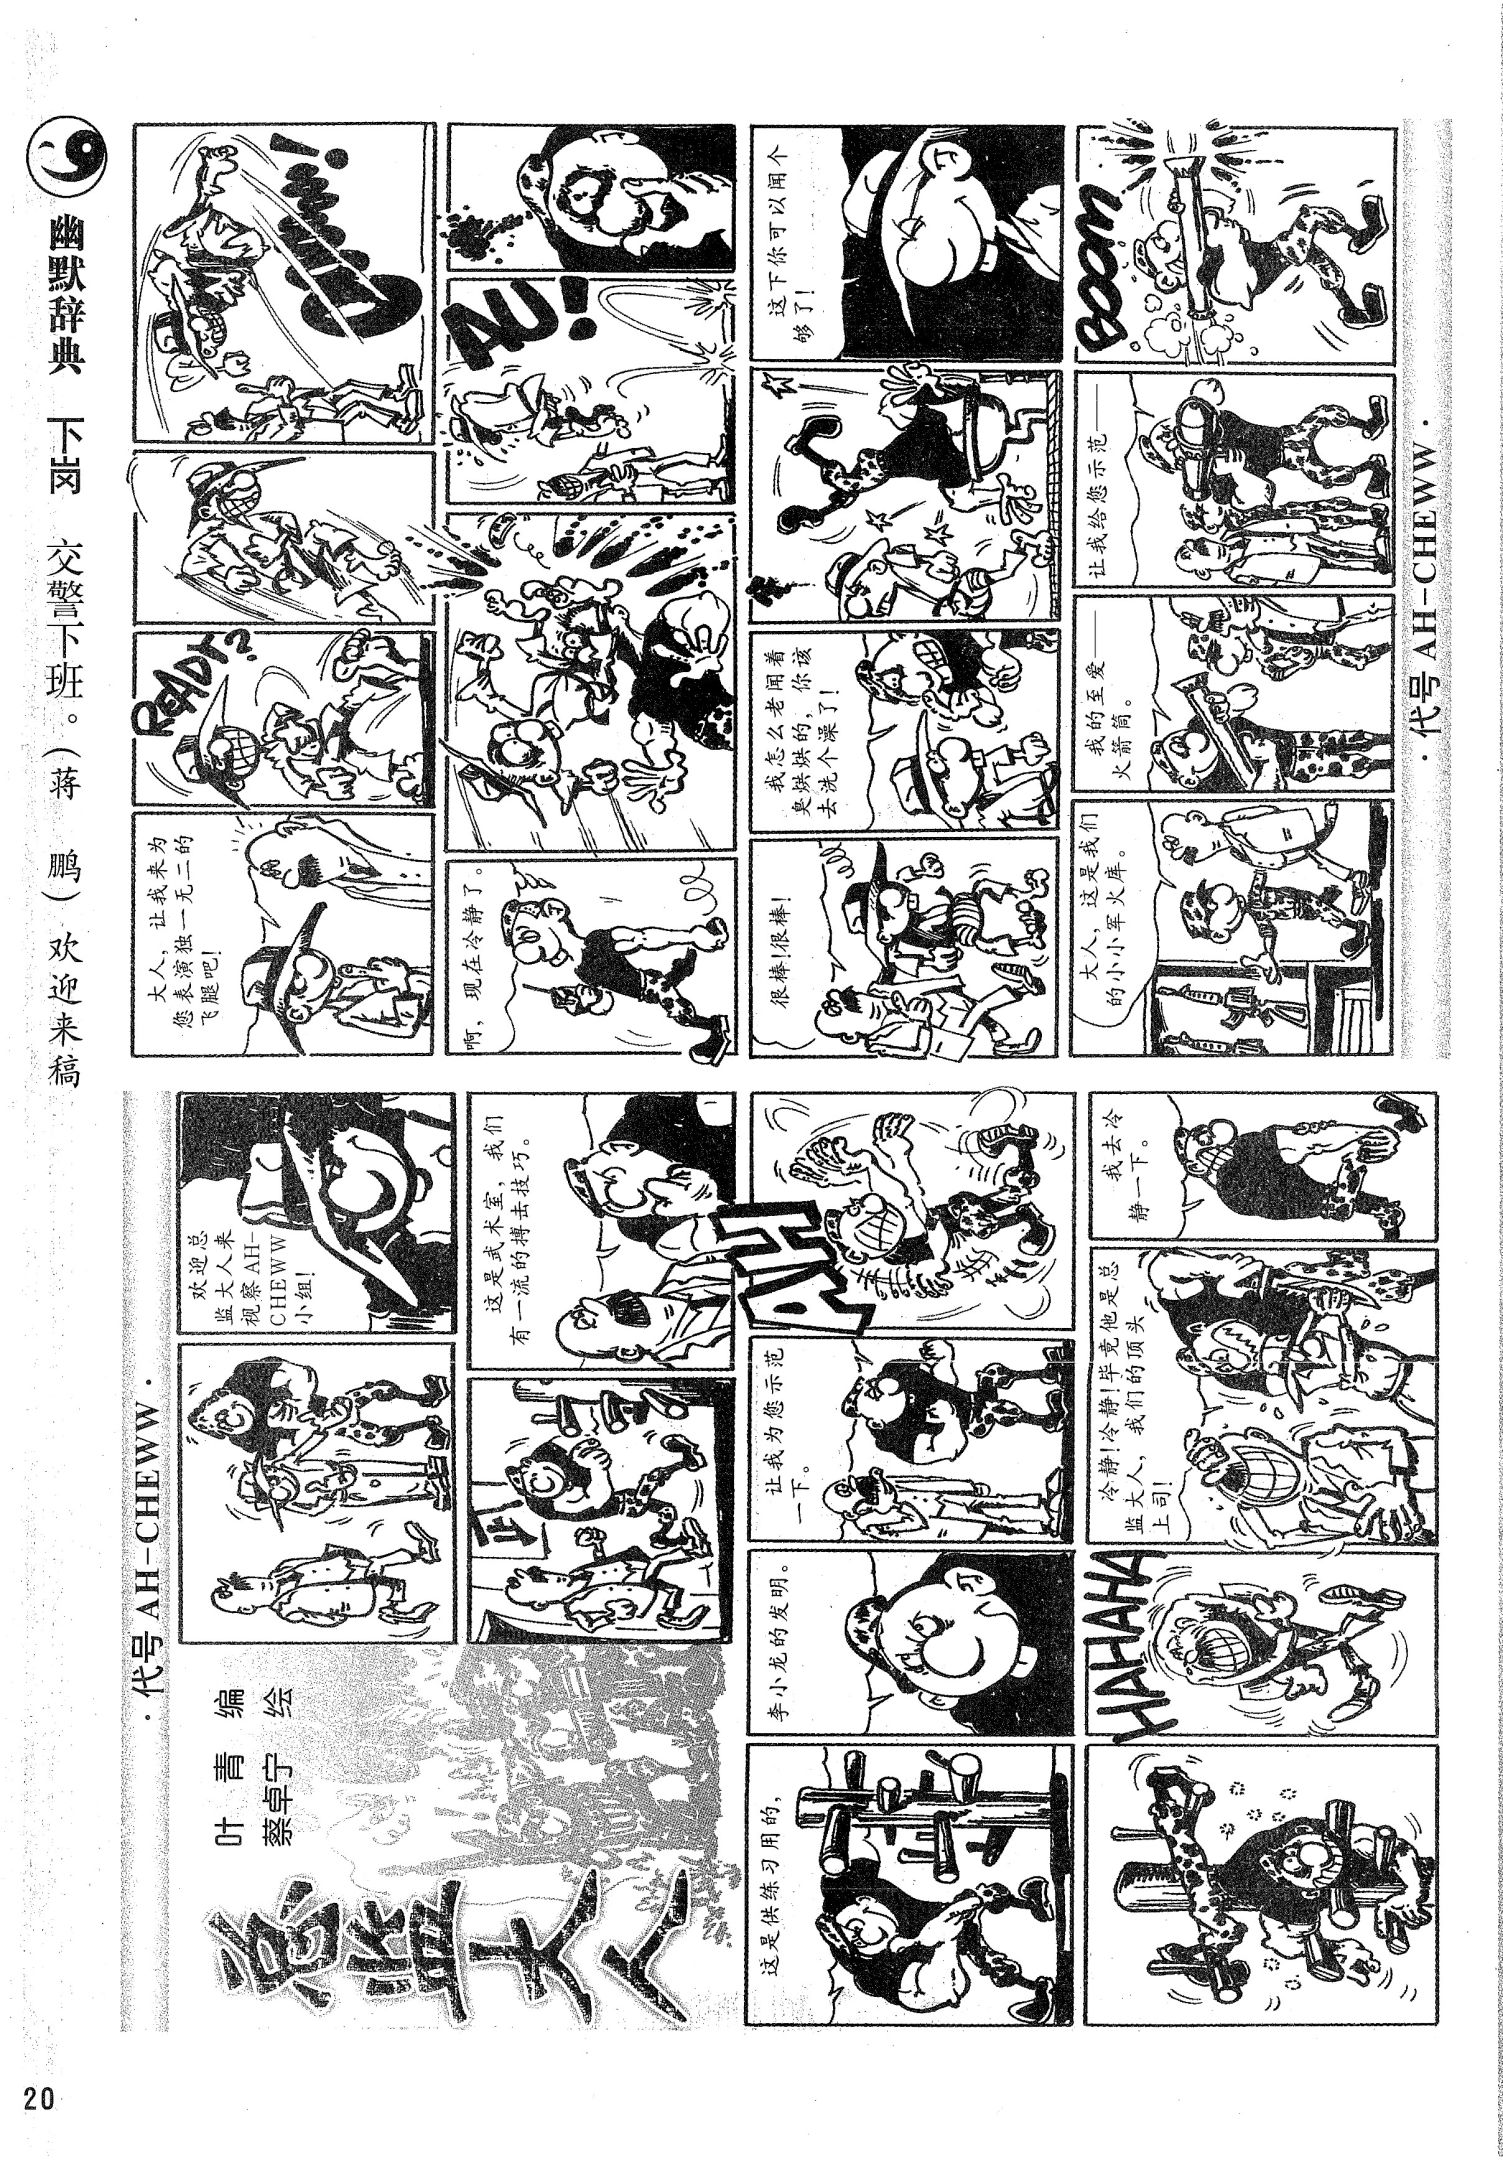 ·代号 AH-CHEWW·
总监大人
叶青 编
蔡卓宁 绘
欢迎总
监大人来
视察 AH-
CHEWW
小组!
武
这是武术室，我们
有一流的搏击技巧。
这是供练习用的，
李小龙的发明。
让我为您示范
一下。
AH
HAHAHA
冷静!冷静!毕竟他是总
监大人，我们的顶头
上司!
我去冷
静一下。
大人，让我来为
您表演独一无二的
飞腿吧!
READY?
啊，现在冷静了。
AU!
很棒!很棒!
我怎么老闻着
臭烘烘的，你该
去洗个澡了!
这下你可以闻个
够了!
大人，这是我们
的小小军火库。
我的至爱——
火箭筒。
让我给您示范——
·代号 AH-CHEWW·
幽默辞典 下岗 交警下班。(蒋 鹏) 欢迎来稿
20